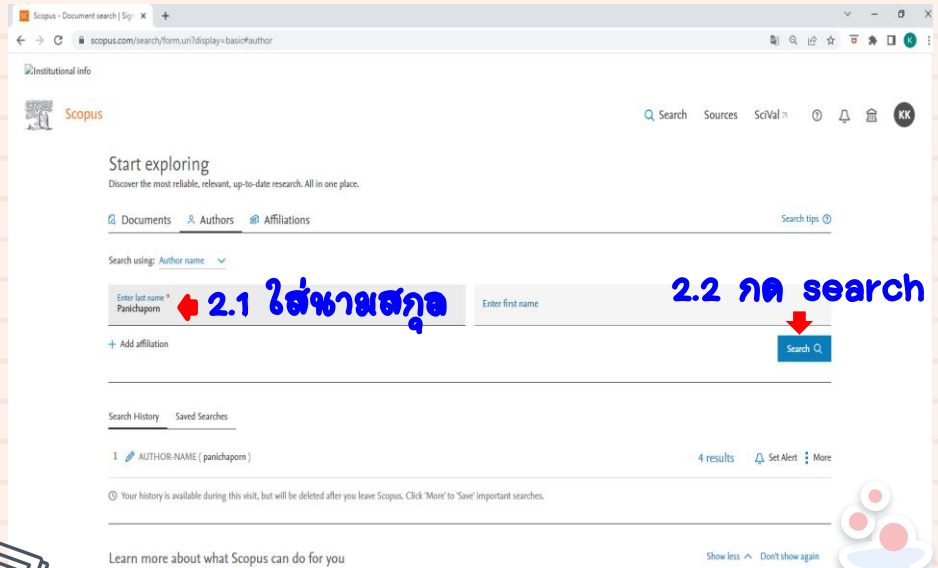 Scopus - Document search | Sign
scopus.com/search/form.uri?display=basic#author
K
Institutional info
Scopus
Search Sources SciVal
KK
Start exploring
Discover the most reliable, relevant, up-to-date research. All in one place.
Documents Authors Affiliations Search tips
Search using: Author name
Enter last name *
Panichaporn
2.1 ใส่นามสกุล
Enter first name
2.2 กด search
+ Add affiliation
Search
Search History Saved Searches
1 AUTHOR-NAME ( panichaporn ) 4 results Set Alert More
Your history is available during this visit, but will be deleted after you leave Scopus. Click 'More' to 'Save' important searches.
Learn more about what Scopus can do for you Show less Don't show again